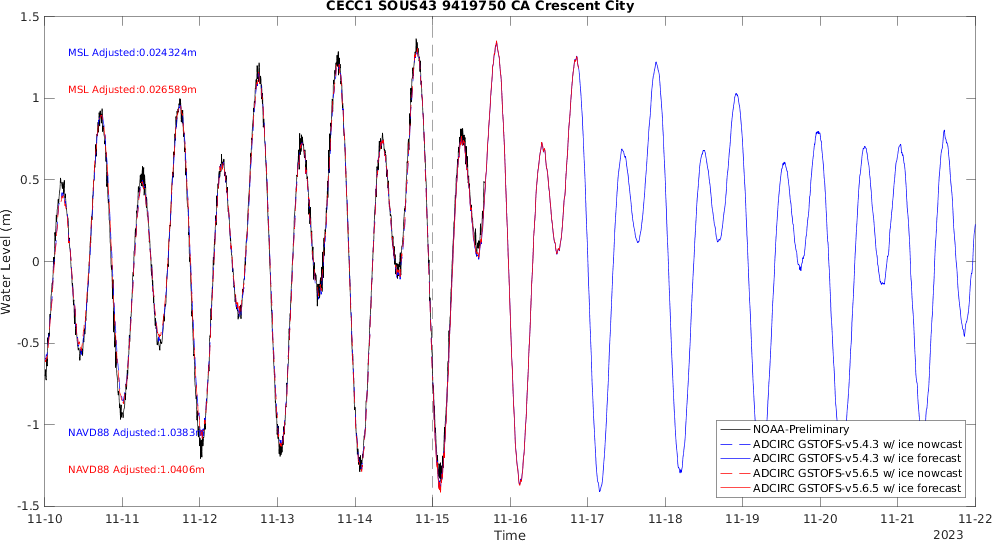 CECC1 SOUS43 9419750 CA Crescent City
1.5
1
0.5
0
-0.5
-1
-1.5
Water Level (m)
MSL Adjusted:0.024324m
MSL Adjusted:0.026589m
NAVD88 Adjusted:1.0383m
NAVD88 Adjusted:1.0406m
NOAA-Preliminary
ADCIRC GSTOFS-v5.4.3 w/ ice nowcast
ADCIRC GSTOFS-v5.4.3 w/ ice forecast
ADCIRC GSTOFS-v5.6.5 w/ ice nowcast
ADCIRC GSTOFS-v5.6.5 w/ ice forecast
11-10 11-11 11-12 11-13 11-14 11-15 11-16 11-17 11-18 11-19 11-20 11-21 11-22
Time
2023